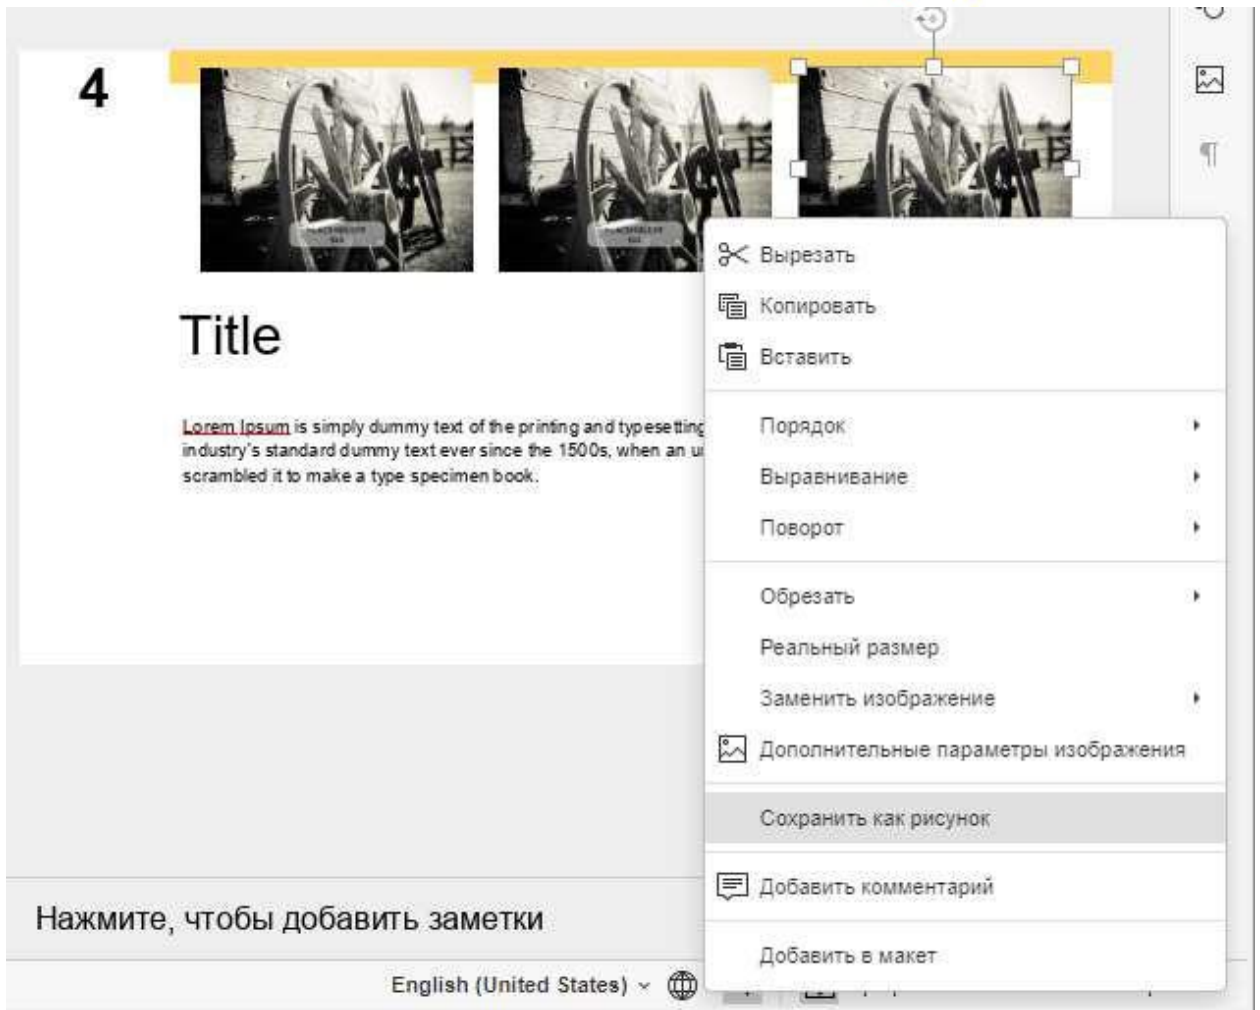 4
Title
Lorem Ipsum is simply dummy text of the printing and typesetting
industry's standard dummy text ever since the 1500s, when an
scrambled it to make a type specimen book.
Вырезать
Копировать
Вставить
Порядок
Выравнивание
Поворот
Обрезать
Реальный размер
Заменить изображение
Дополнительные параметры изображения
Сохранить как рисунок
Добавить комментарий
Добавить в макет
Нажмите, чтобы добавить заметки
English (United States)